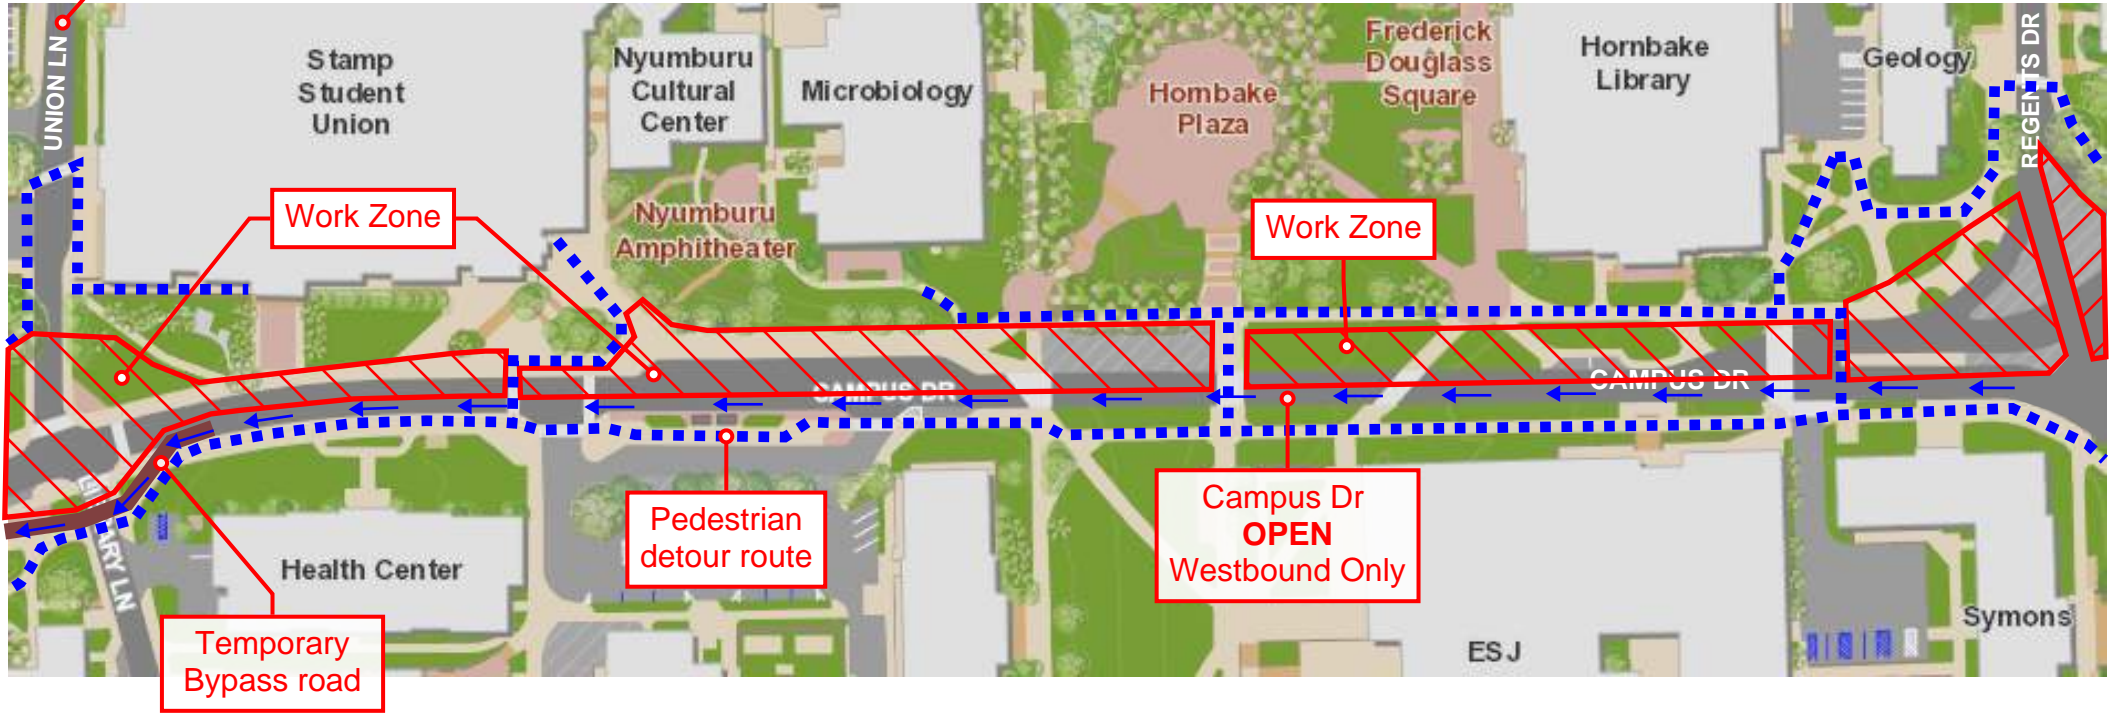 UNION LN
Stamp
Student
Union
Nyumburu
Cultural
Center
Microbiology
Hornbake
Plaza
Frederick
Douglass
Square
Hornbake
Library
Geology
REGENTS DR
Work Zone
Nyumburu
Amphitheater
Work Zone
CAMPUS DR
CAMPUS DR
Pedestrian
detour route
Campus Dr
OPEN
Westbound Only
Health Center
ARY LN
Temporary
Bypass road
ESJ
Symons